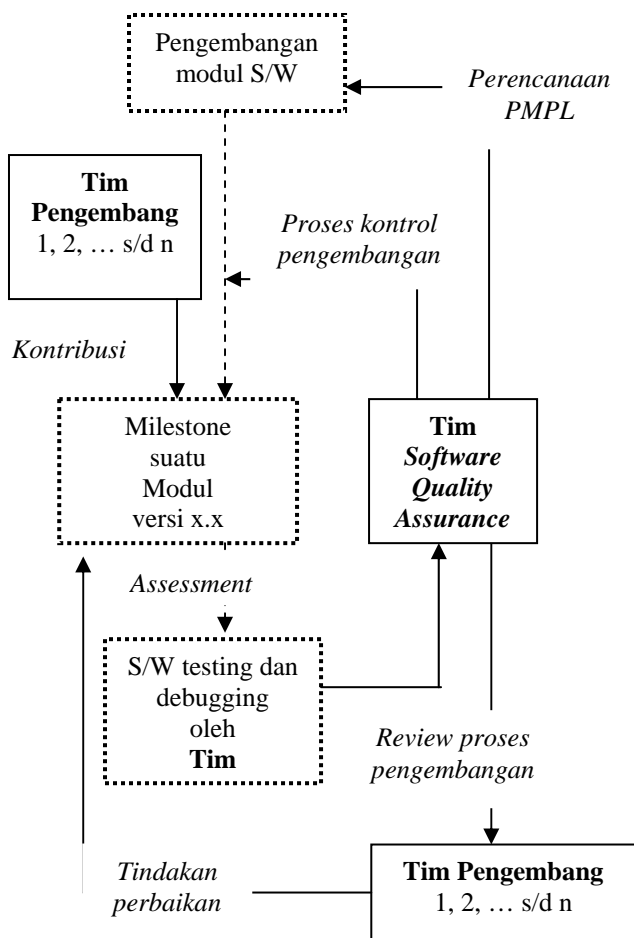 Pengembangan
modul S/W
Perencanaan
PMPL
Tim
Pengembang
1, 2, … s/d n
Proses kontrol
pengembangan
Kontribusi
Milestone
suatu
Modul
versi x.x
Tim
Software
Quality
Assurance
Assessment
S/W testing dan
debugging
oleh
Tim
Review proses
pengembangan
Tindakan
perbaikan
Tim Pengembang
1, 2, … s/d n